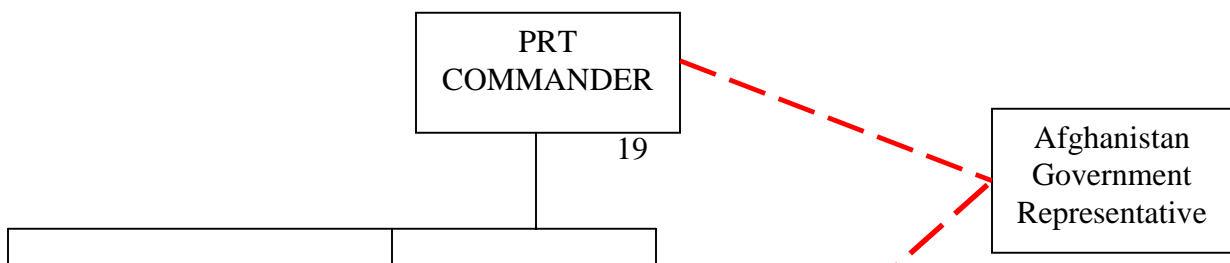 PRT
COMMANDER
19
Afghanistan
Government
Representative